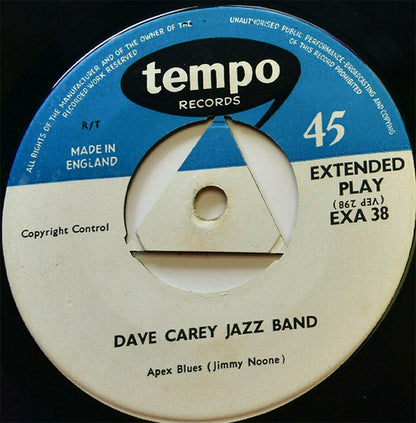 ALL RIGHTS OF THE MANUFACTURER AND OF THE OWNER OF THE
RECORDED WORK RESERVED
UNAUTHORISED PUBLIC PERFORMANCE, BROADCASTING AND COPYING
OF THIS RECORD PROHIBITED
tempo
RECORDS
R/T
MADE IN
ENGLAND
45
EXTENDED
PLAY
(VEP 298)
EXA 38
Copyright Control
DAVE CAREY JAZZ BAND
Apex Blues (Jimmy Noone)